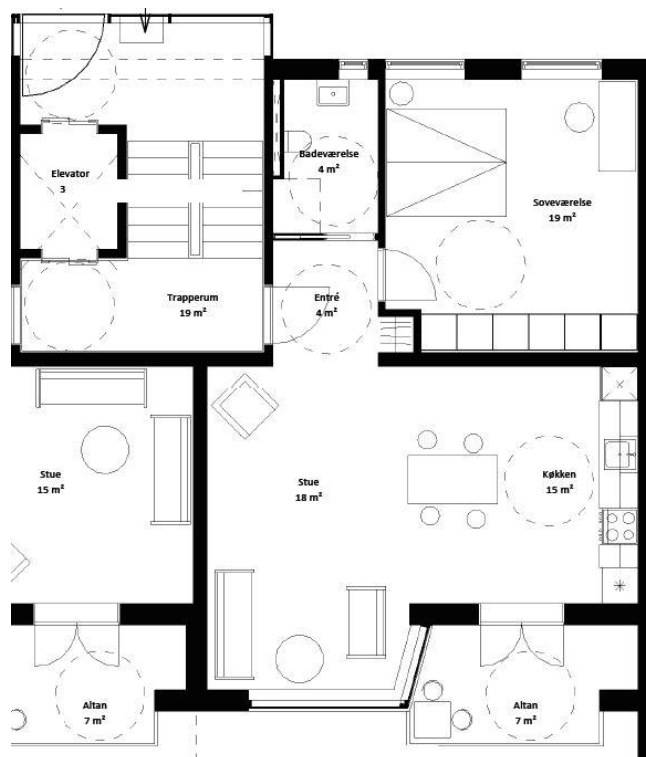 Elevator
3
Badeværelse
4 m²
Soveværelse
19 m²
Trapperum
19 m²
Entré
4 m²
Stue
15 m²
Stue
18 m²
Køkken
15 m²
Altan
7 m²
Altan
7 m²